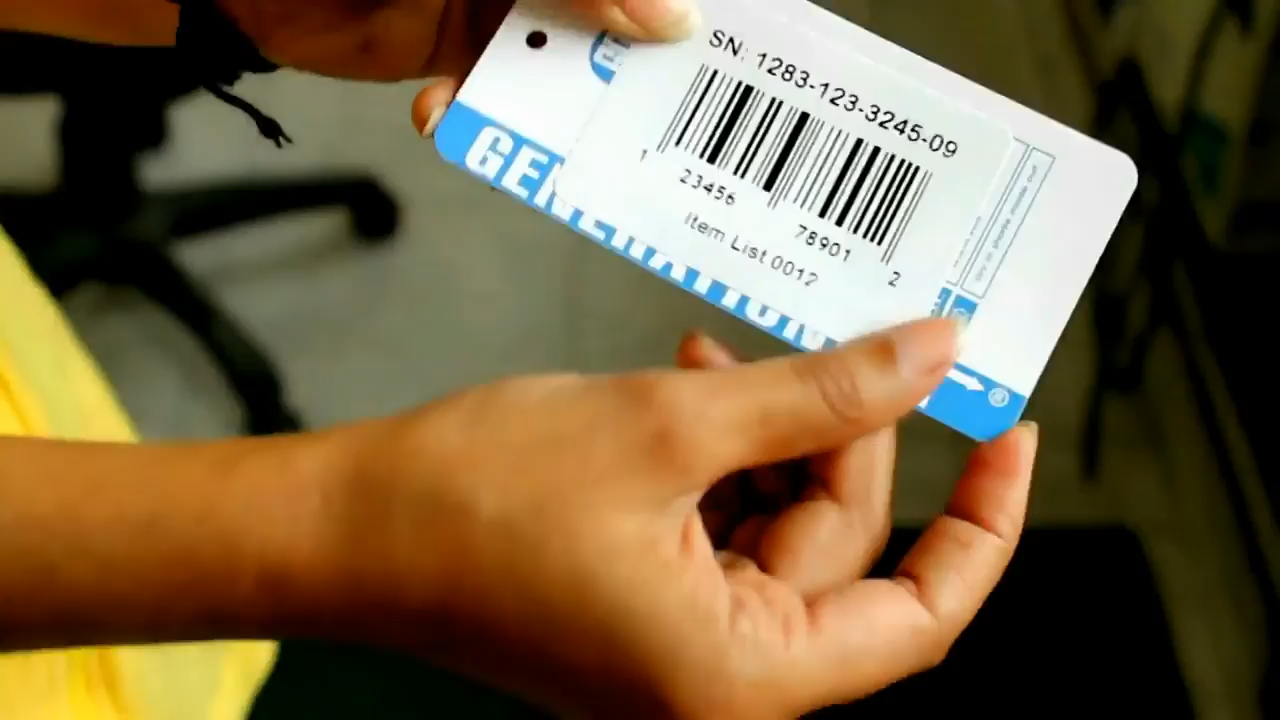 SN: 1283-123-3245-09
1 23456 78901 2
Item List 0012
GENERATION